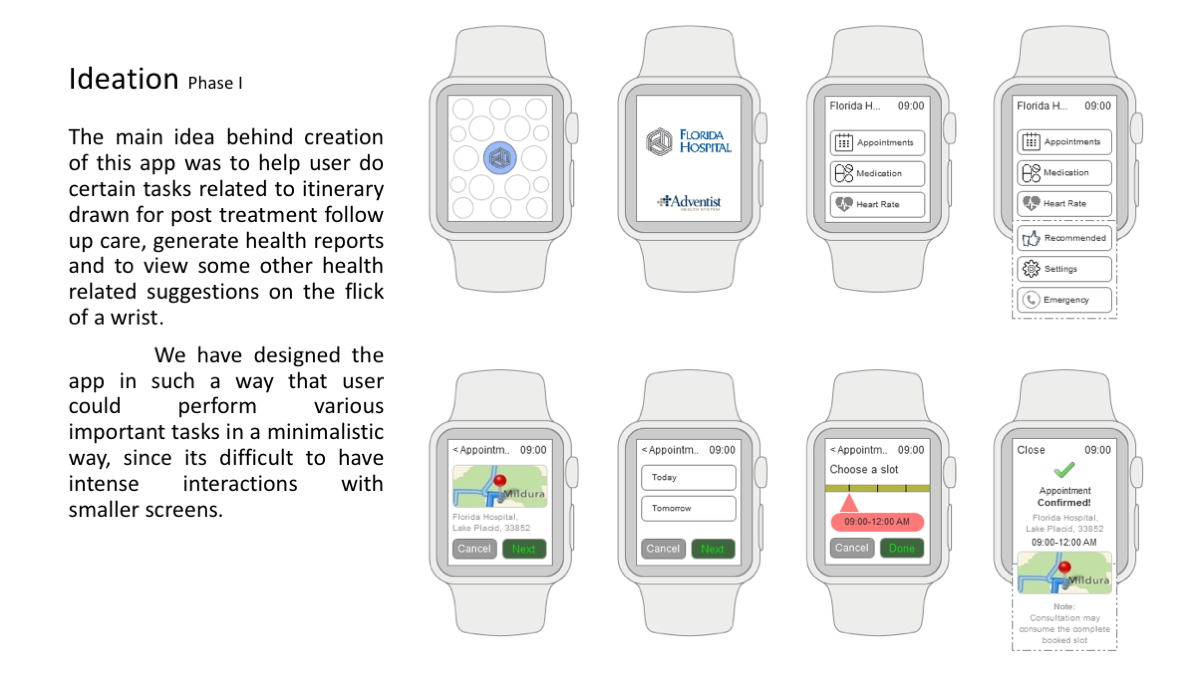 Ideation Phase I
The main idea behind creation
of this app was to help user do
certain tasks related to itinerary
drawn for post treatment follow
up care, generate health reports
and to view some other health
related suggestions on the flick
of a wrist.
We have designed the
app in such a way that user
could perform various
important tasks in a minimalistic
way, since its difficult to have
intense interactions with
smaller screens.
FLORIDA
HOSPITAL
Adventist
HEALTH SYSTEM
Florida H... 09:00
Appointments
Medication
Heart Rate
Florida H... 09:00
Appointments
Medication
Heart Rate
Recommended
Settings
Emergency
< Appointm.. 09:00
Mildura
Florida Hospital,
Lake Placid, 33852
Cancel Next
< Appointm.. 09:00
Today
Tomorrow
Cancel Next
< Appointm.. 09:00
Choose a slot
09:00-12:00 AM
Cancel Done
Close 09:00
Appointment
Confirmed!
Florida Hospital,
Lake Placid, 33852
09:00-12:00 AM
Mildura
Note:
Consultation may
consume the complete
booked slot